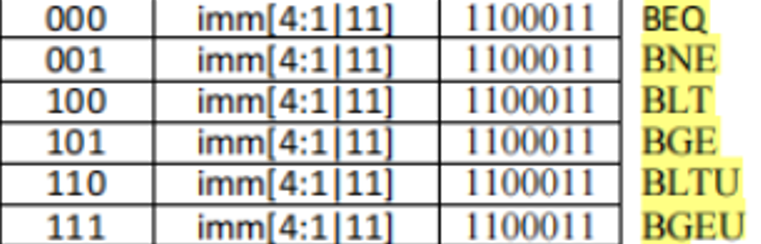 000 imm[4:1|11] 1100011 BEQ
001 imm[4:1|11] 1100011 BNE
100 imm[4:1|11] 1100011 BLT
101 imm[4:1|11] 1100011 BGE
110 imm[4:1|11] 1100011 BLTU
111 imm[4:1|11] 1100011 BGEU